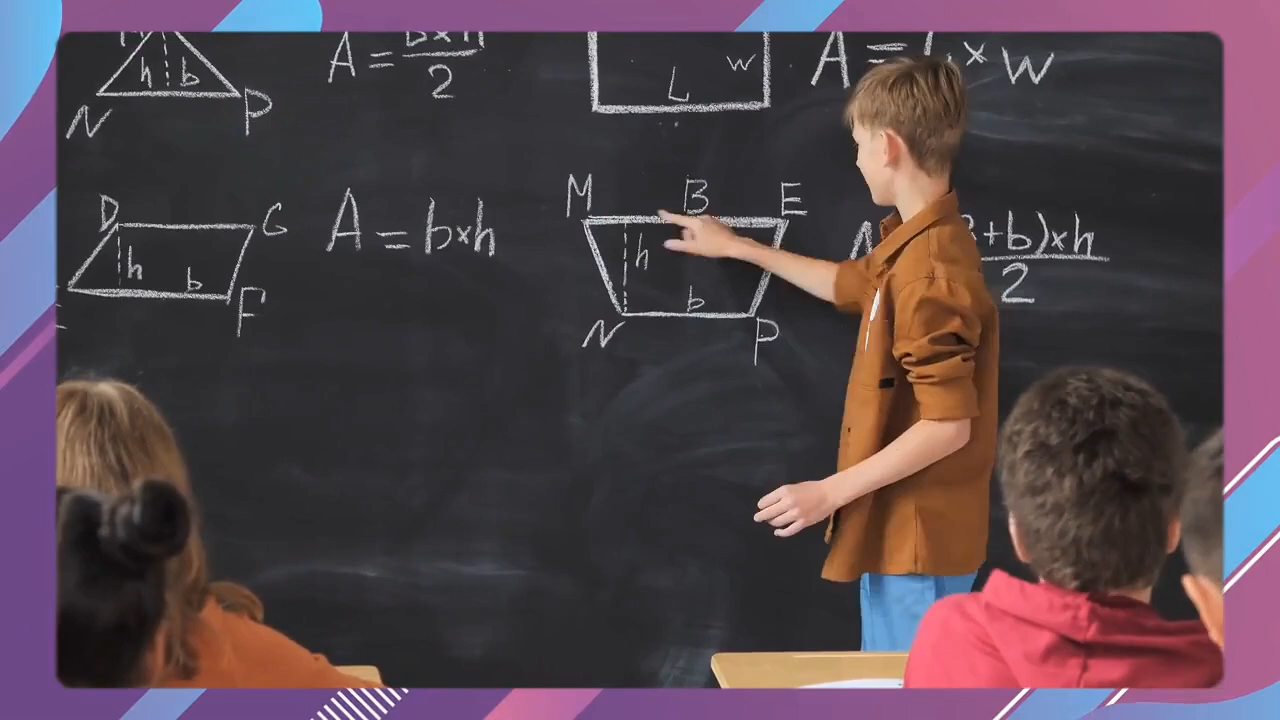 h b
N P
A = b×h
2
L w
× w
D G
h b
F
A = b×h
M B E
h
b
N P
+b)×h
2